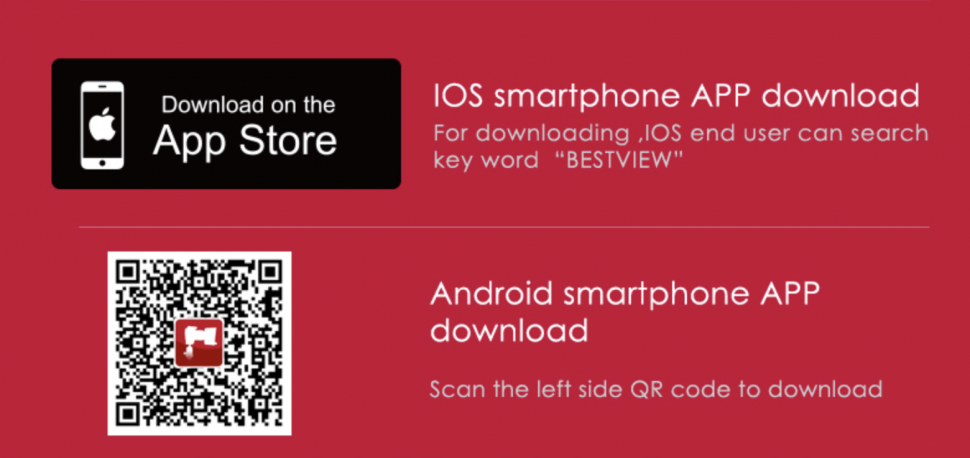 Download on the
App Store
IOS smartphone APP download
For downloading ,IOS end user can search
key word “BESTVIEW”
Android smartphone APP
download
Scan the left side QR code to download